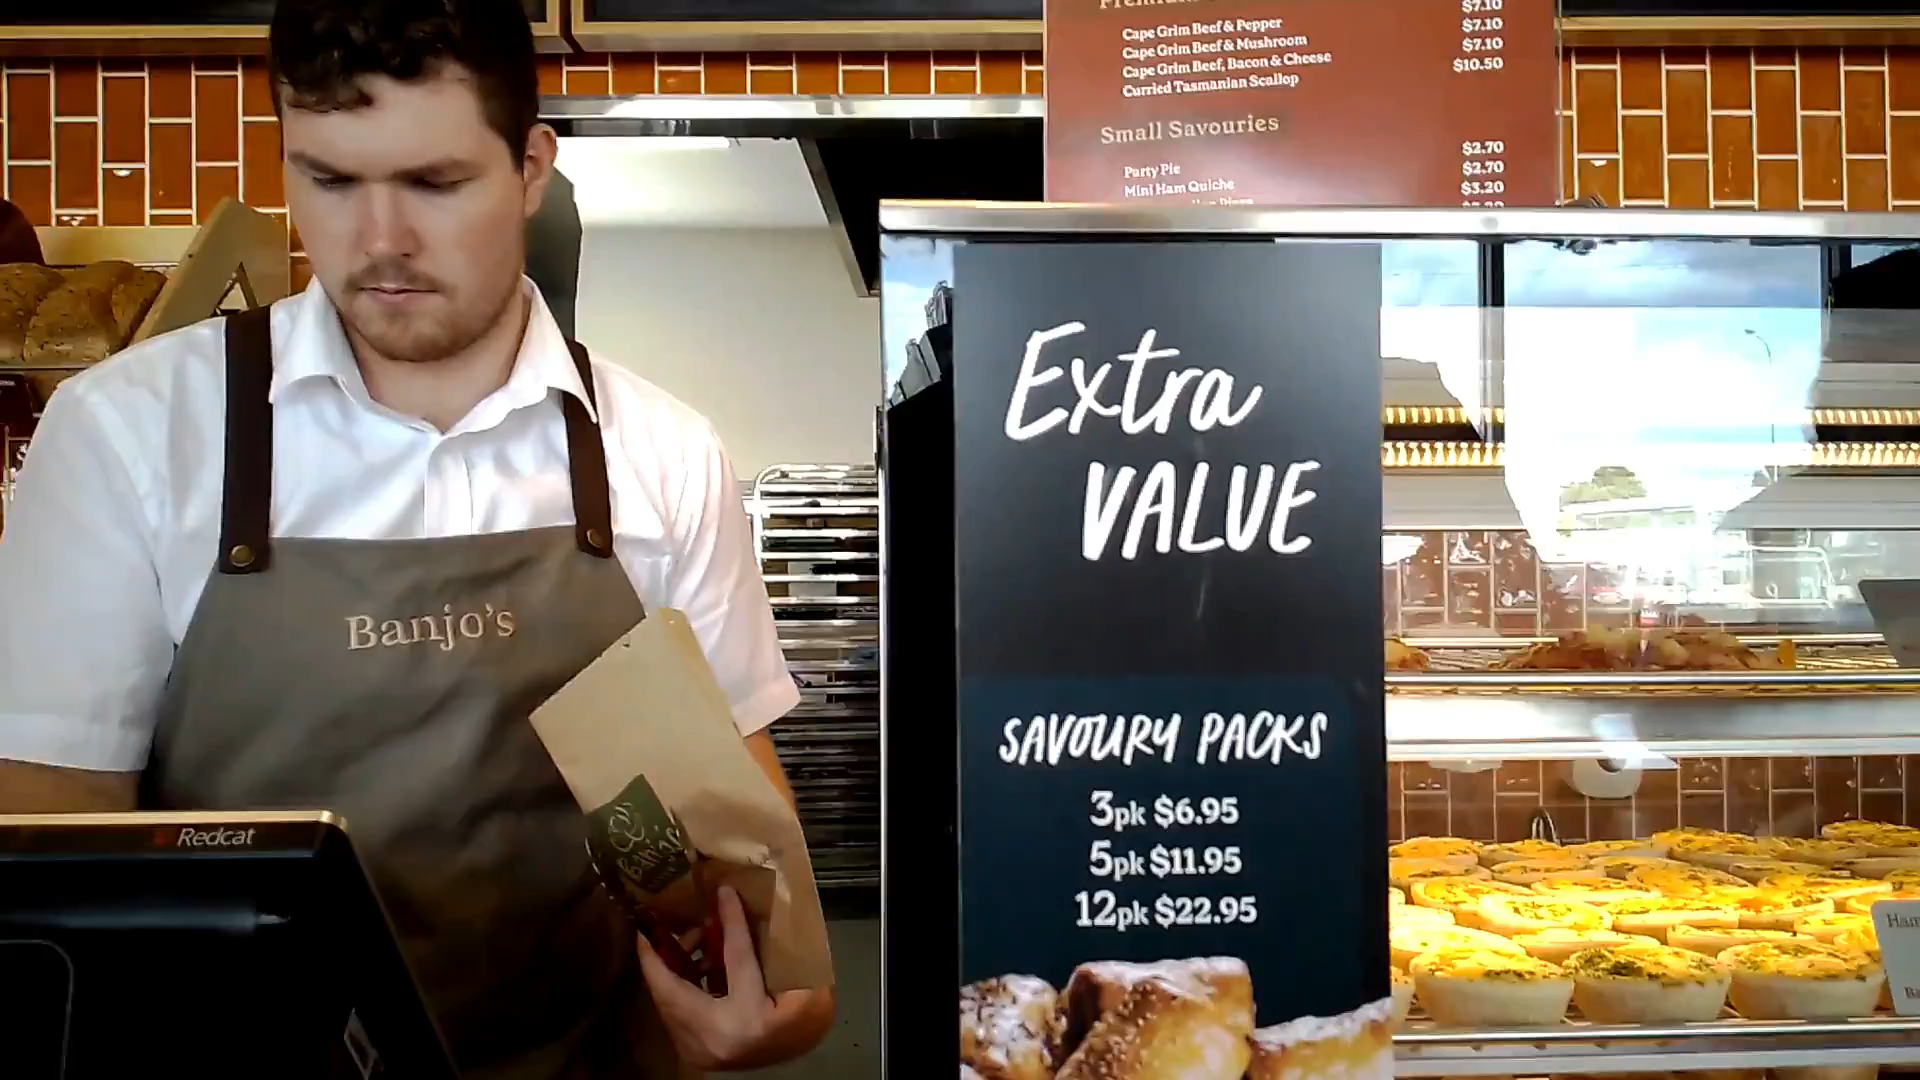 $7.10
Cape Grim Beef & Pepper $7.10
Cape Grim Beef & Mushroom $7.10
Cape Grim Beef, Bacon & Cheese $10.50
Curried Tasmanian Scallop
Small Savouries
$2.70
Party Pie $2.70
Mini Ham Quiche $3.20
Extra
VALUE
SAVOURY PACKS
3pk $6.95
5pk $11.95
12pk $22.95
Banjo's
Banjo's
Redcat
Ham